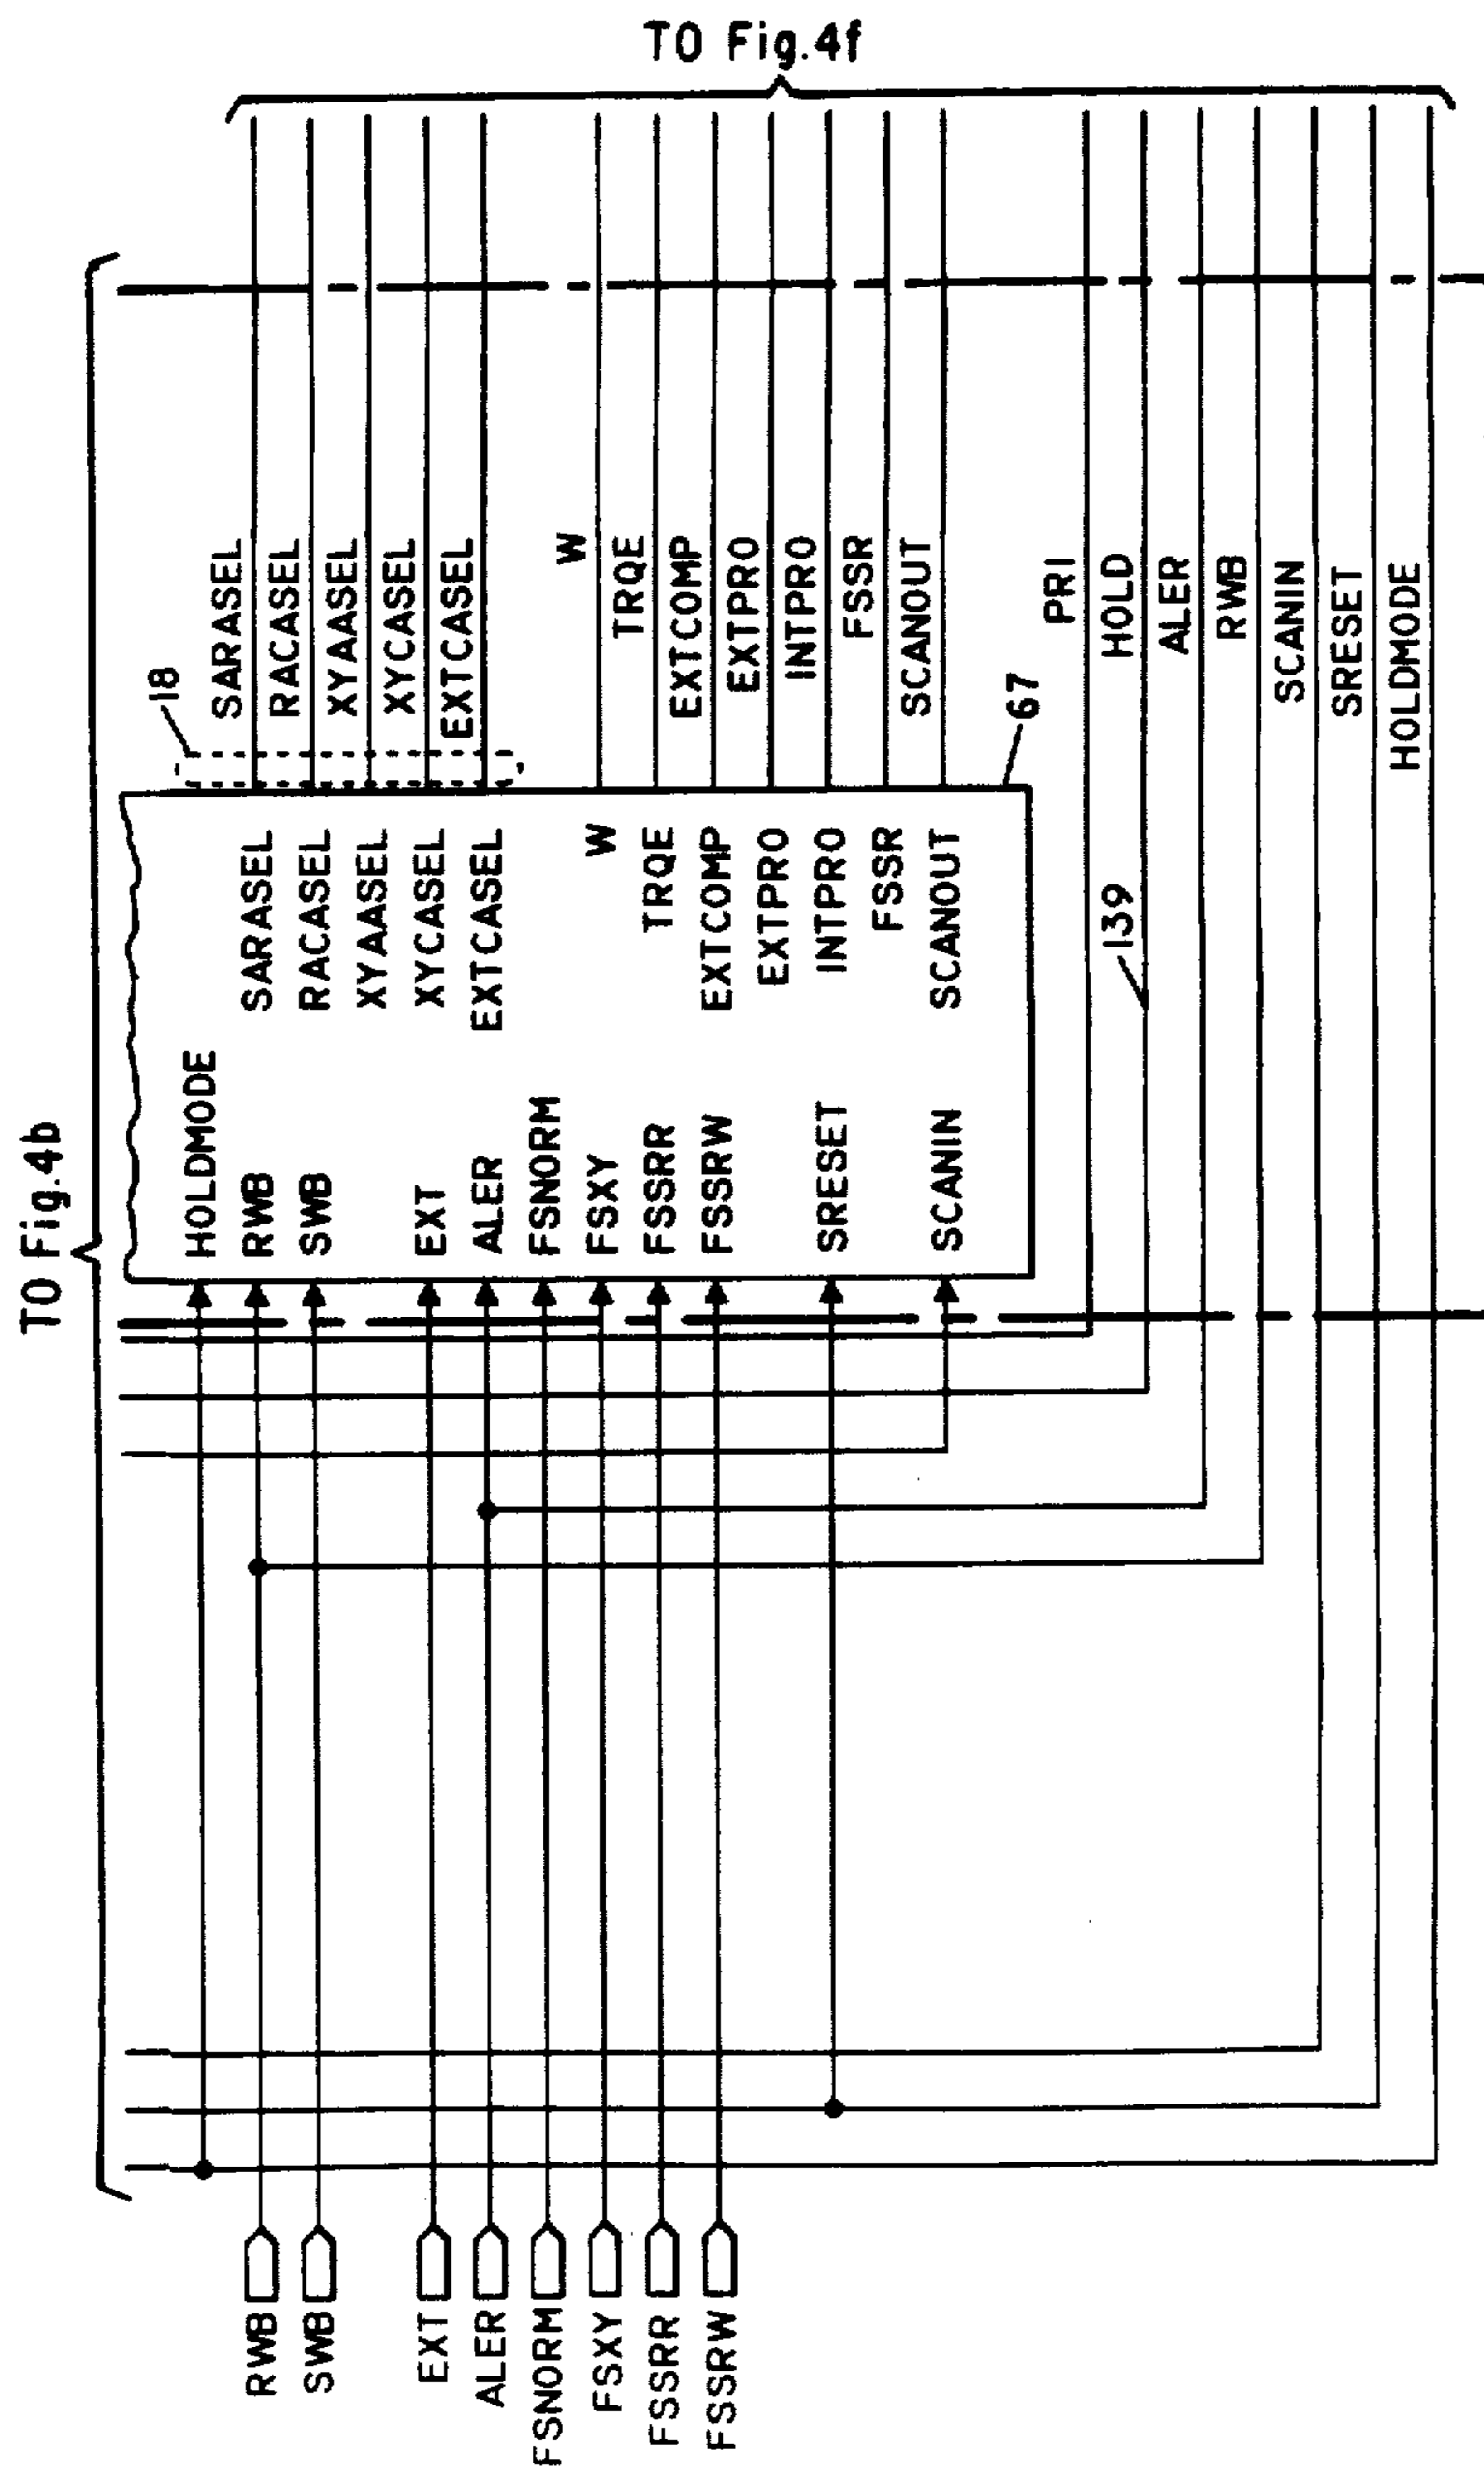 TO Fig.4b
TO Fig.4f
RWB
SWB
EXT
ALER
FSNORM
FSXY
FSSRR
FSSRW
HOLDMODE
RWB
SWB
EXT
ALER
FSNORM
FSXY
FSSRR
FSSRW
SRESET
SCANIN
SARASEL
RACASEL
XYAASEL
XYCASEL
EXTCASEL
W
TRQE
EXTCOMP
EXTPRO
INTPRO
FSSR
SCANOUT
18
67
139
SARASEL
RACASEL
XYAASEL
XYCASEL
EXTCASEL
W
TRQE
EXTCOMP
EXTPRO
INTPRO
FSSR
SCANOUT
PRI
HOLD
ALER
RWB
SCANIN
SRESET
HOLDMODE